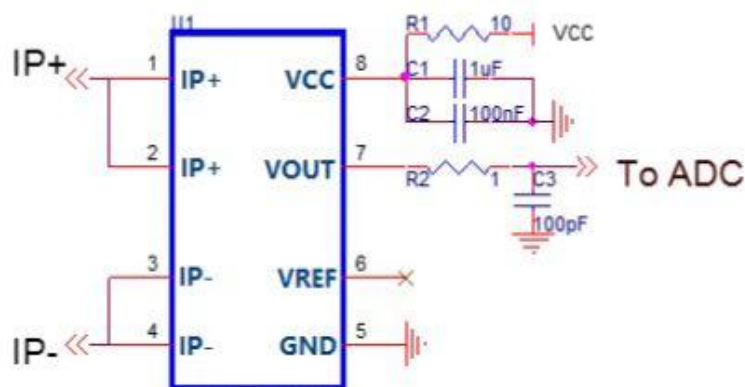 U1
R1 10 VCC
IP+ 1 IP+ VCC 8 C1 1uF
C2 100nF
2 IP+ VOUT 7 R2 1 To ADC
C3
100pF
3 IP- VREF 6
IP- 4 IP- GND 5